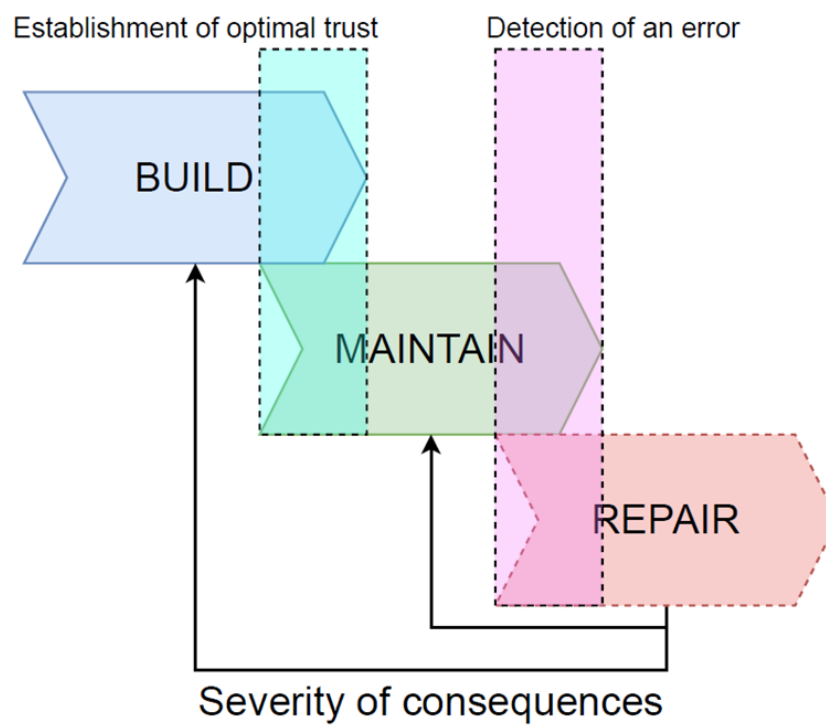 Establishment of optimal trust
Detection of an error
BUILD
MAINTAIN
REPAIR
Severity of consequences